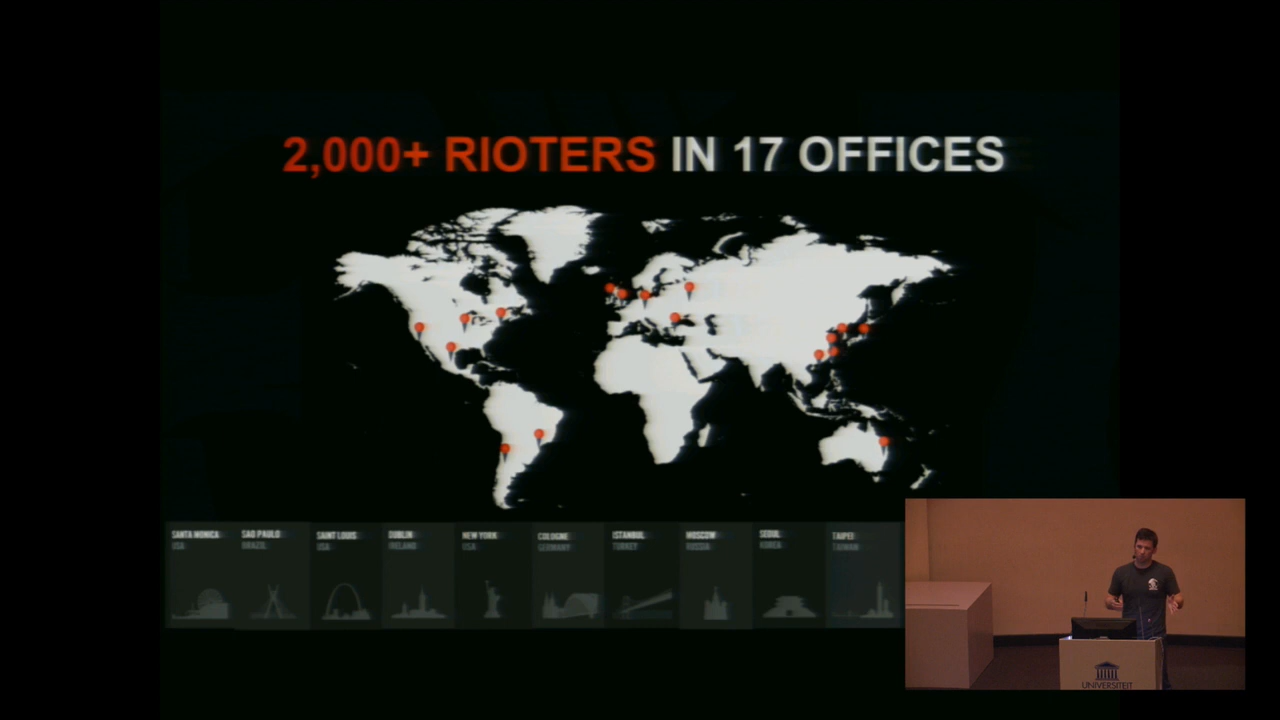 2,000+ RIOTERS IN 17 OFFICES
SANTA MONICA
USA
SAO PAULO
BRAZIL
SAINT LOUIS
USA
DUBLIN
IRELAND
NEW YORK
USA
COLOGNE
GERMANY
ISTANBUL
TURKEY
MOSCOW
RUSSIA
SEOUL
KOREA
TAIPEI
TAIWAN
UNIVERSITEIT